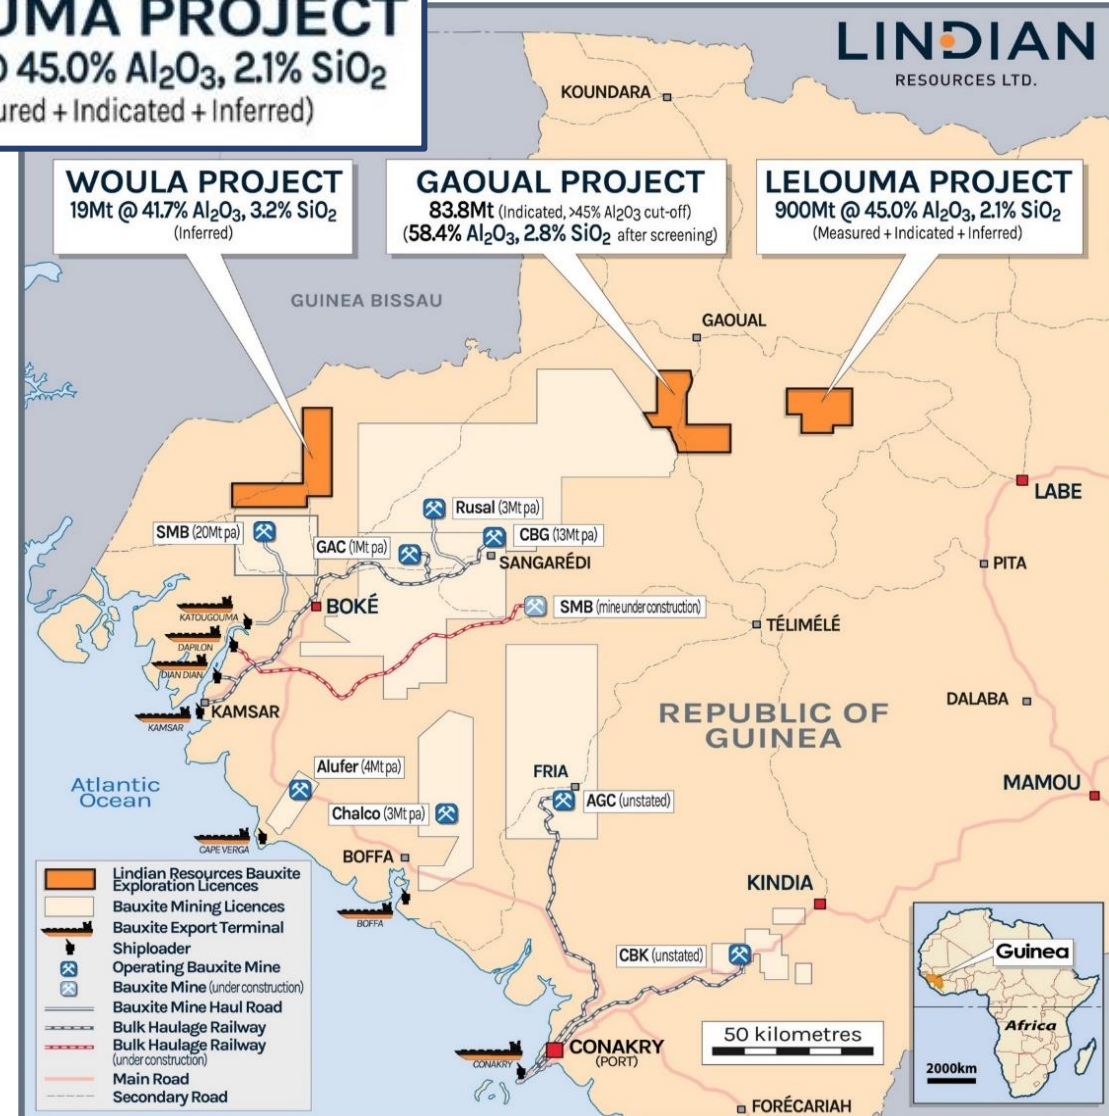 UMA PROJECT
45.0% Al₂O₃, 2.1% SiO₂
ured + Indicated + Inferred)
LINDIAN
RESOURCES LTD.
KOUNDARA
WOULA PROJECT
19Mt @ 41.7% Al₂O₃, 3.2% SiO₂
(Inferred)
GAOUAL PROJECT
83.8Mt (Indicated, >45% Al₂O₃ cut-off)
(58.4% Al₂O₃, 2.8% SiO₂ after screening)
LELOUMA PROJECT
900Mt @ 45.0% Al₂O₃, 2.1% SiO₂
(Measured + Indicated + Inferred)
GUINEA BISSAU
GAOUAL
LABE
Rusal (3Mt pa)
SMB (20Mt pa)
CBG (13Mt pa)
GAC (1Mt pa)
SANGARÉDI
PITA
BOKÉ
SMB (mine under construction)
KATOUGOUMA
TÉLIMÉLÉ
DAPILON
DIAN DIAN
DALABA
KAMSAR
KAMSAR
REPUBLIC OF
GUINEA
Atlantic
Ocean
Alufer (4Mt pa)
FRIA
MAMOU
AGC (unstated)
Chalco (3Mt pa)
CAPE VERGA
BOFFA
KINDIA
BOFFA
Lindian Resources Bauxite
Exploration Licences
Bauxite Mining Licences
Bauxite Export Terminal
Shiploader
Operating Bauxite Mine
Bauxite Mine (under construction)
Bauxite Mine Haul Road
Bulk Haulage Railway
Bulk Haulage Railway
(under construction)
Main Road
Secondary Road
CBK (unstated)
Guinea
Africa
2000km
50 kilometres
CONAKRY
(PORT)
CONAKRY
FORÉCARIAH